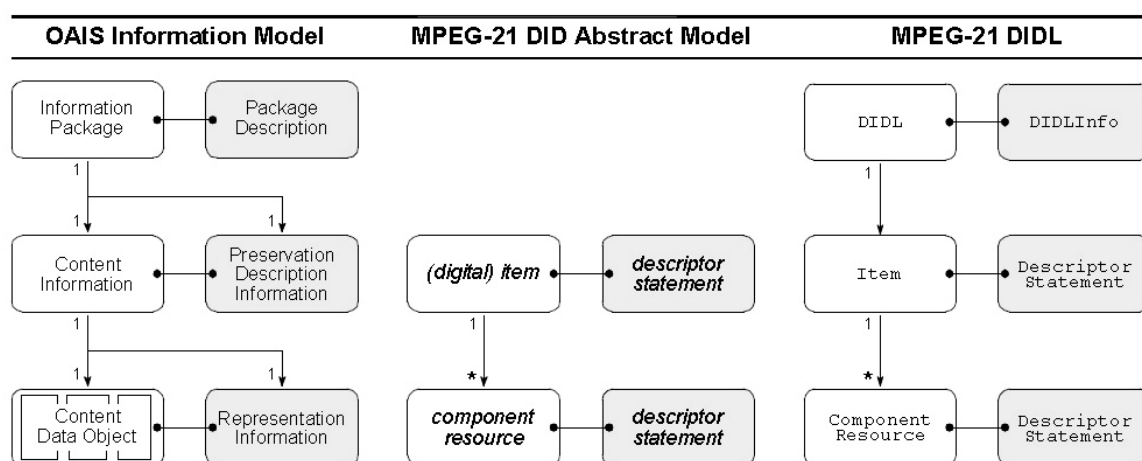 OAIS Information Model
MPEG-21 DID Abstract Model
MPEG-21 DIDL
Information
Package
Package
Description
DIDL
DIDLInfo
1
1
1
1
Content
Information
Preservation
Description
Information
(digital) item
descriptor
statement
Item
Descriptor
Statement
1
1
1
1
1
*
*
Content
Data Object
Representation
Information
component
resource
descriptor
statement
Component
Resource
Descriptor
Statement